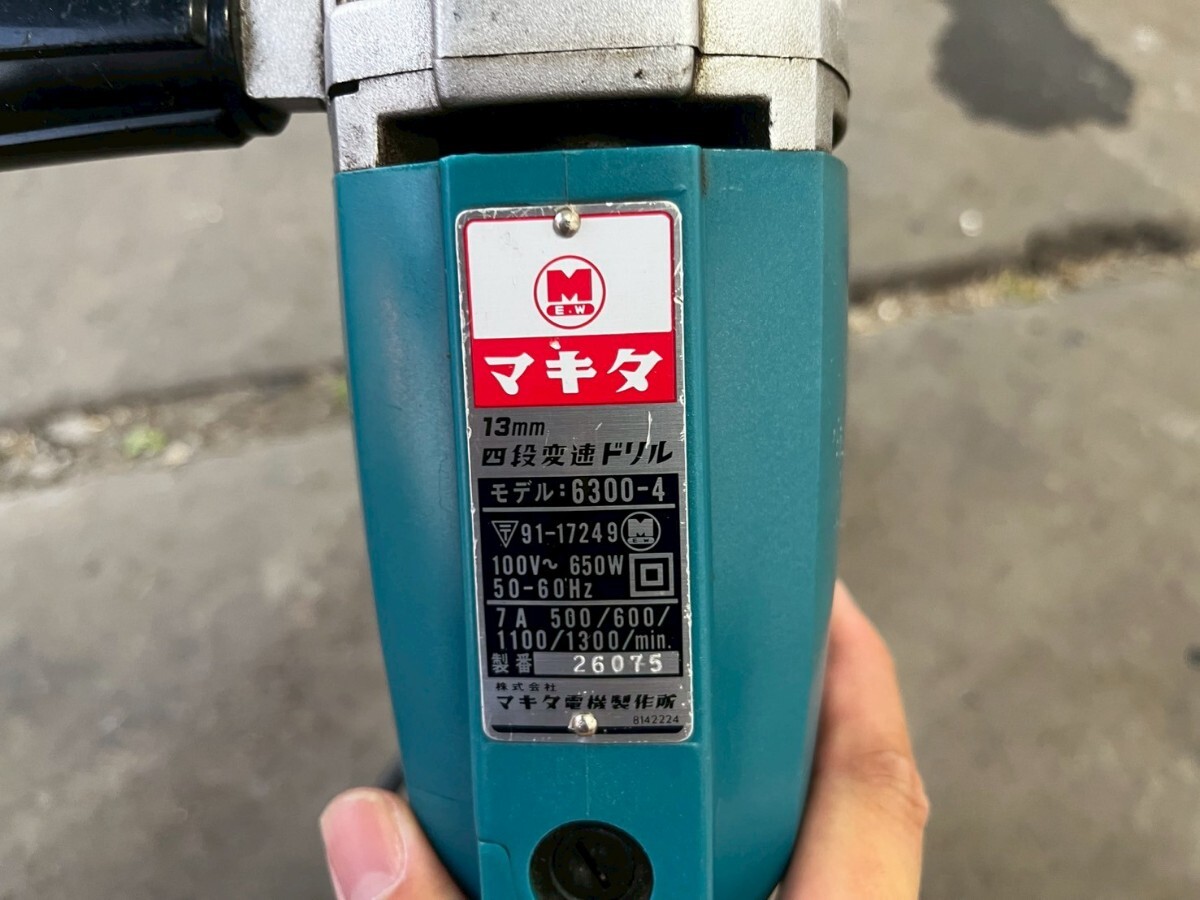 M
E.W
マキタ
13mm
四段変速ドリル
モデル:6300-4
〒91-17249 M
100V~ 650W
50-60Hz
7A 500/600/
1100/1300/min.
製番 26075
株式会社
マキタ電機製作所
8142224